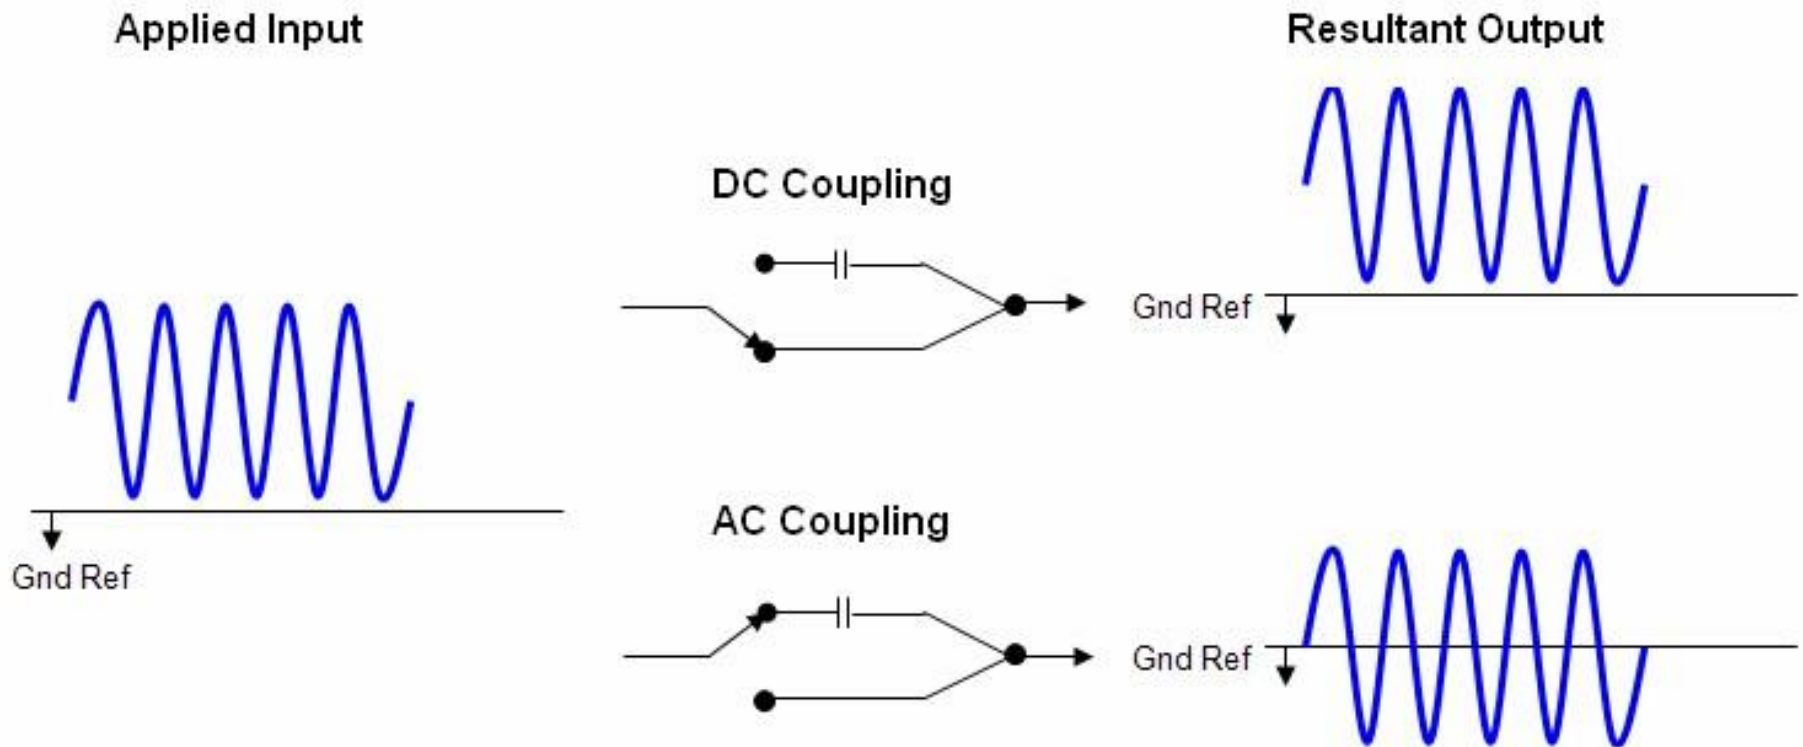 Applied Input
Resultant Output
DC Coupling
Gnd Ref
AC Coupling
Gnd Ref
Gnd Ref